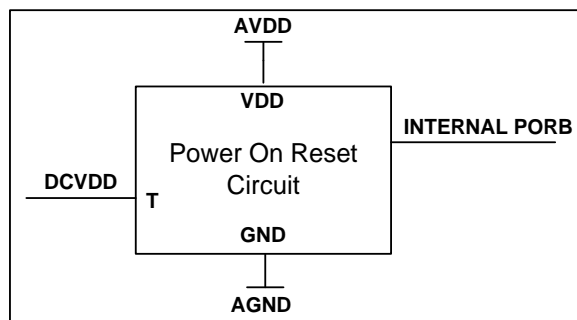 AVDD
VDD
INTERNAL PORB
Power On Reset
Circuit
DCVDD
T
GND
AGND